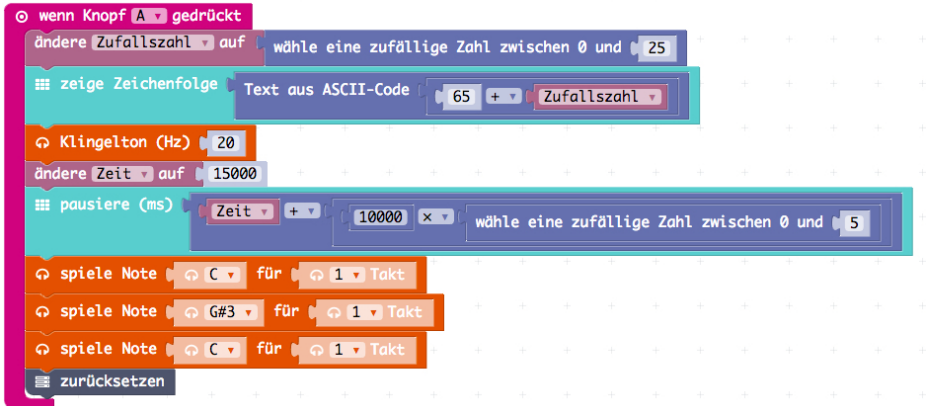 wenn Knopf A gedrückt
ändere Zufallszahl auf wähle eine zufällige Zahl zwischen 0 und 25
zeige Zeichenfolge Text aus ASCII-Code 65 + Zufallszahl
Klingelton (Hz) 20
ändere Zeit auf 15000
pausiere (ms) Zeit + 10000 × wähle eine zufällige Zahl zwischen 0 und 5
spiele Note C für 1 Takt
spiele Note G#3 für 1 Takt
spiele Note C für 1 Takt
zurücksetzen